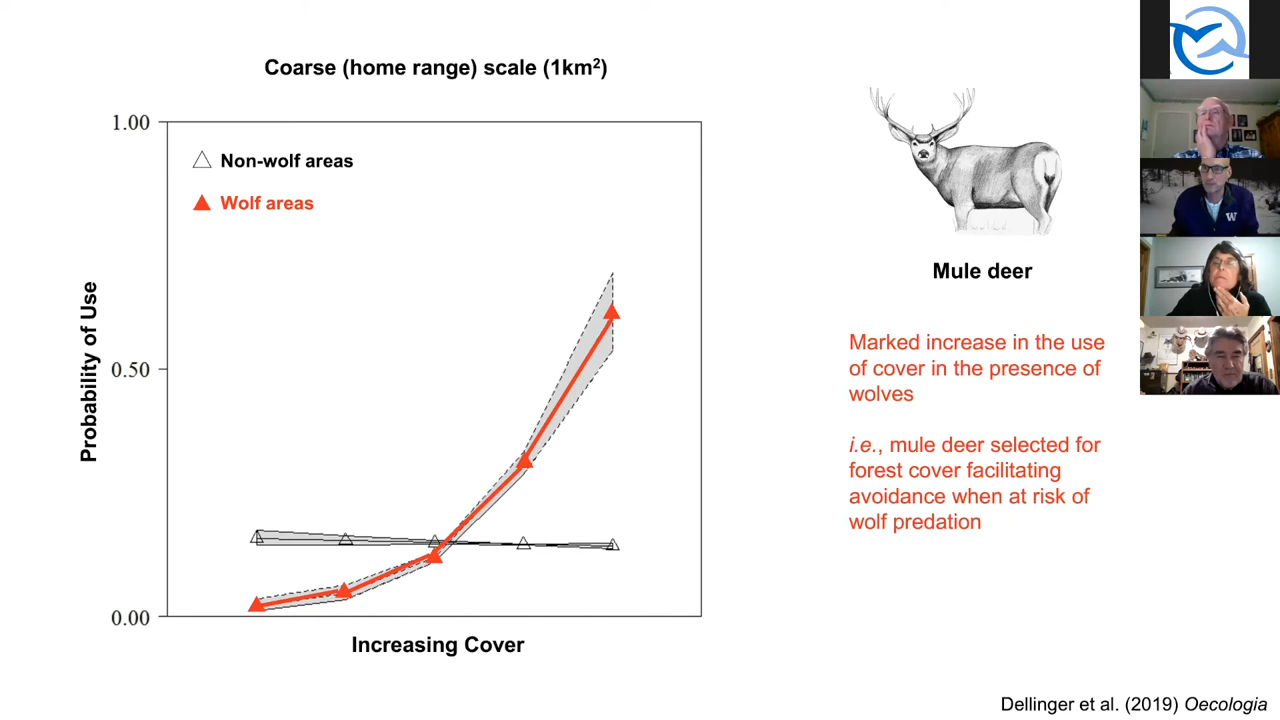 Coarse (home range) scale (1km²)
1.00
Non-wolf areas
Wolf areas
Probability of Use
0.50
0.00
Increasing Cover
Mule deer
Marked increase in the use
of cover in the presence of
wolves
i.e., mule deer selected for
forest cover facilitating
avoidance when at risk of
wolf predation
Dellinger et al. (2019) Oecologia
W